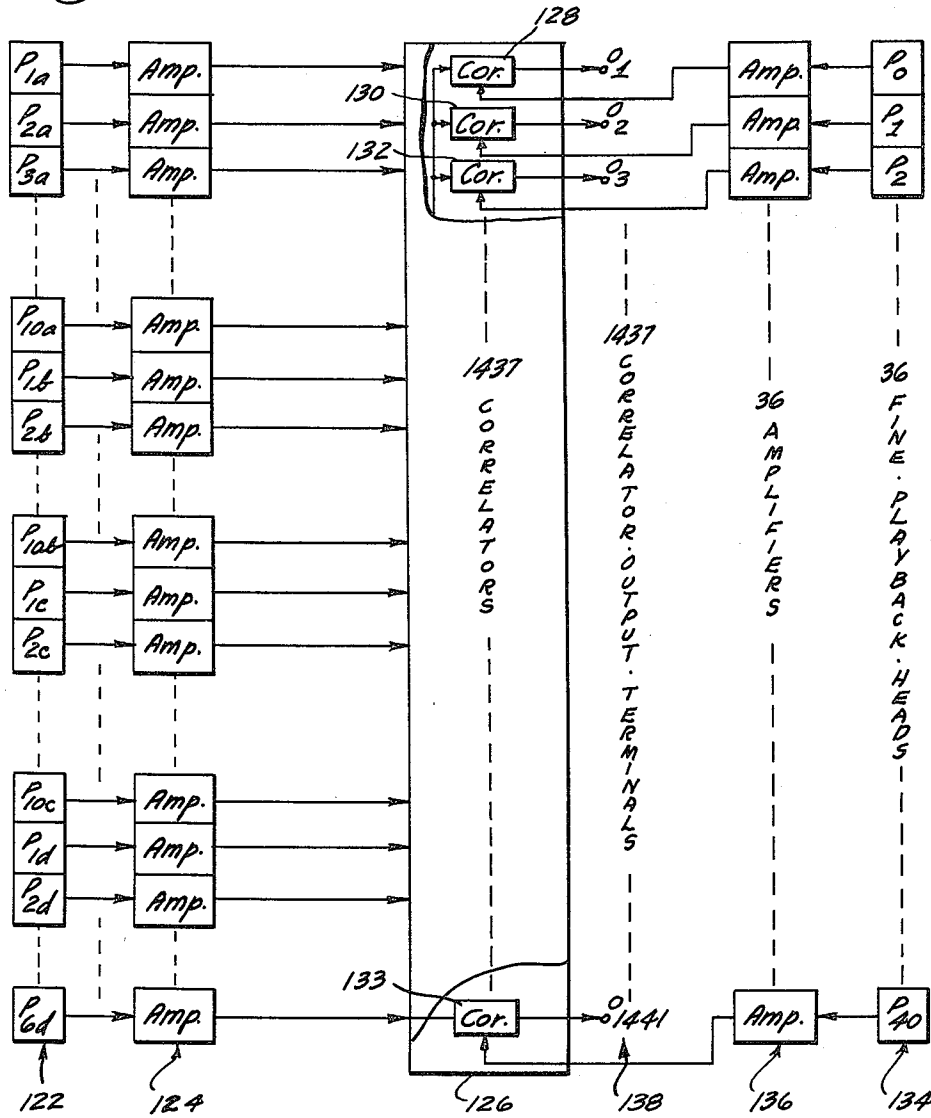 128
P1a Amp. Cor. O1 Amp. P0
130
P2a Amp. Cor. O2 Amp. P1
132
P3a Amp. Cor. O3 Amp. P2
P10a Amp.
P1b Amp.
P2b Amp.
1437 CORRELATORS
1437 CORRELATOR·OUTPUT·TERMINALS
36 AMPLIFIERS
36 FINE·PLAYBACK·HEADS
P10b Amp.
P1c Amp.
P2c Amp.
P10c Amp.
P1d Amp.
P2d Amp.
133
P6d Amp. Cor. O1441 Amp. P40
122 124 126 138 136 134